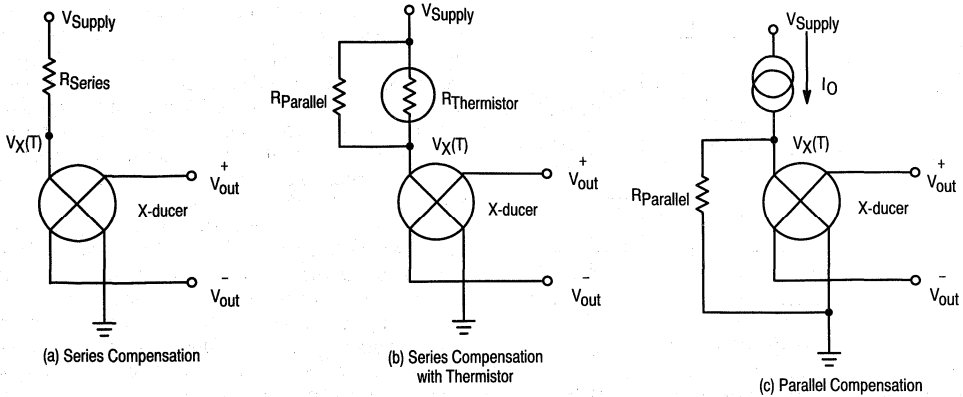 VSupply
RSeries
VX(T)
+
Vout
X-ducer
−
Vout
(a) Series Compensation
VSupply
RParallel
RThermistor
VX(T)
+
Vout
X-ducer
−
Vout
(b) Series Compensation
with Thermistor
VSupply
IO
VX(T)
RParallel
+
Vout
X-ducer
−
Vout
(c) Parallel Compensation